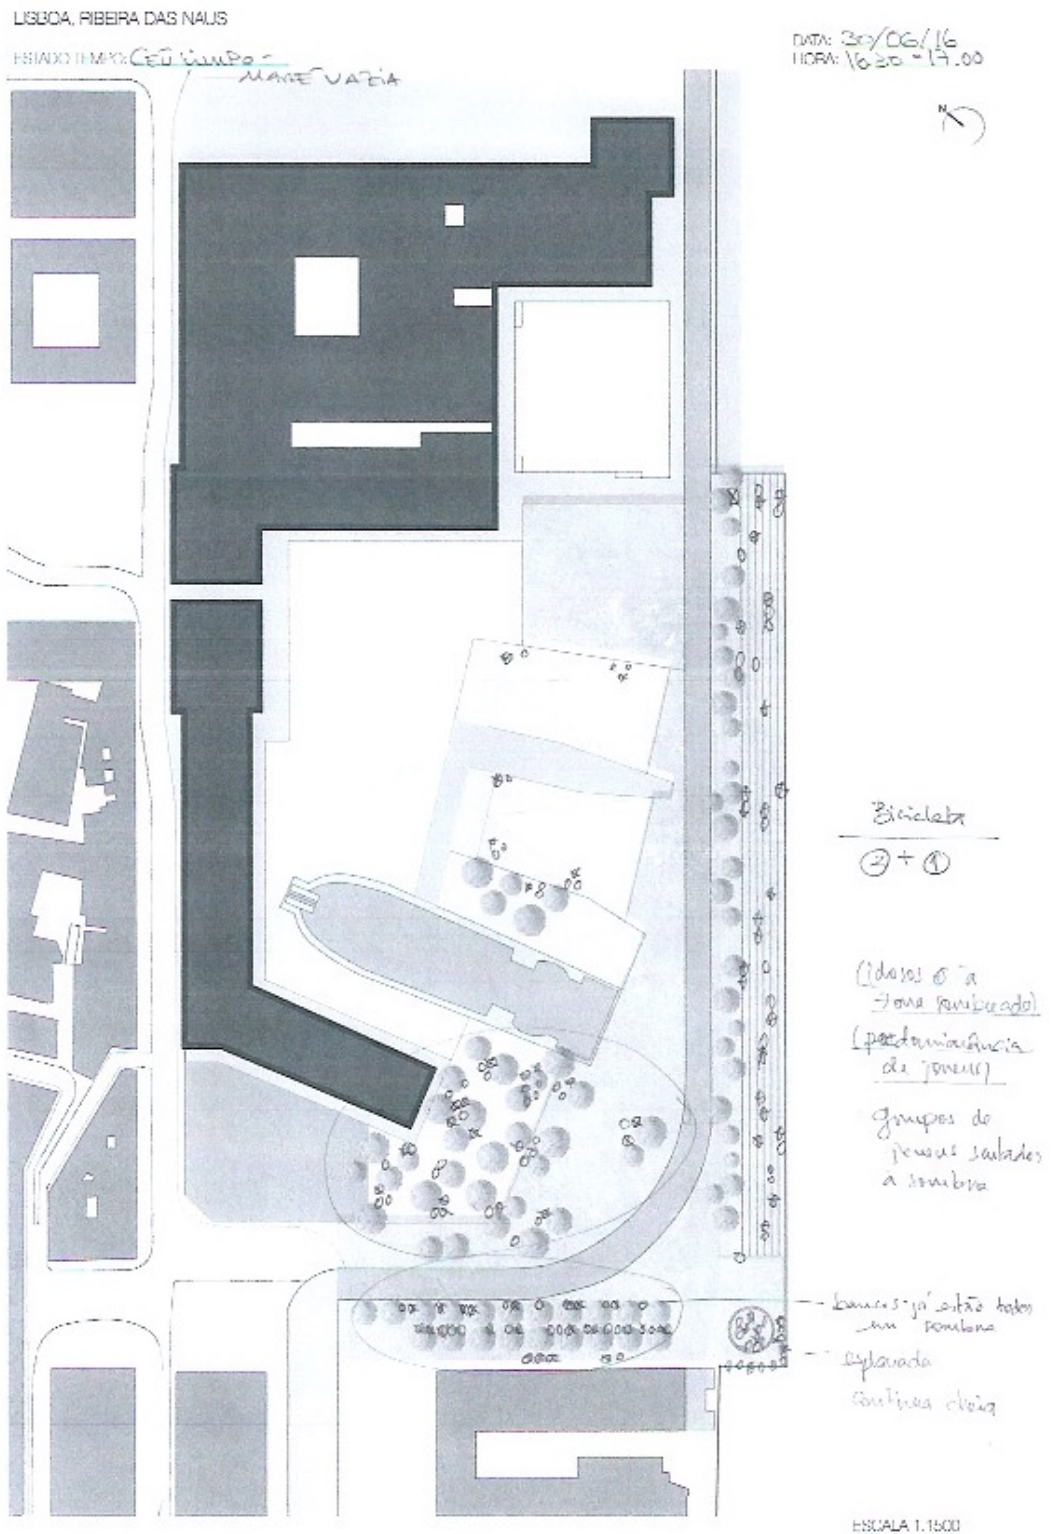 LISBOA, RIBEIRA DAS NAUS
ESTADO TEMPO: CÉU LIMPO -
MARÉ VAZIA
DATA: 30/06/16
HORA: 16.30 - 17.00
N
Bicicleta
2 + 1
(Idosos é a
zona sombreada)
(predominância
de jovens)
grupos de
pessoas sentados
à sombra
bancos - já estão todos
em sombra
esplanada
continua cheia
ESCALA 1.1500